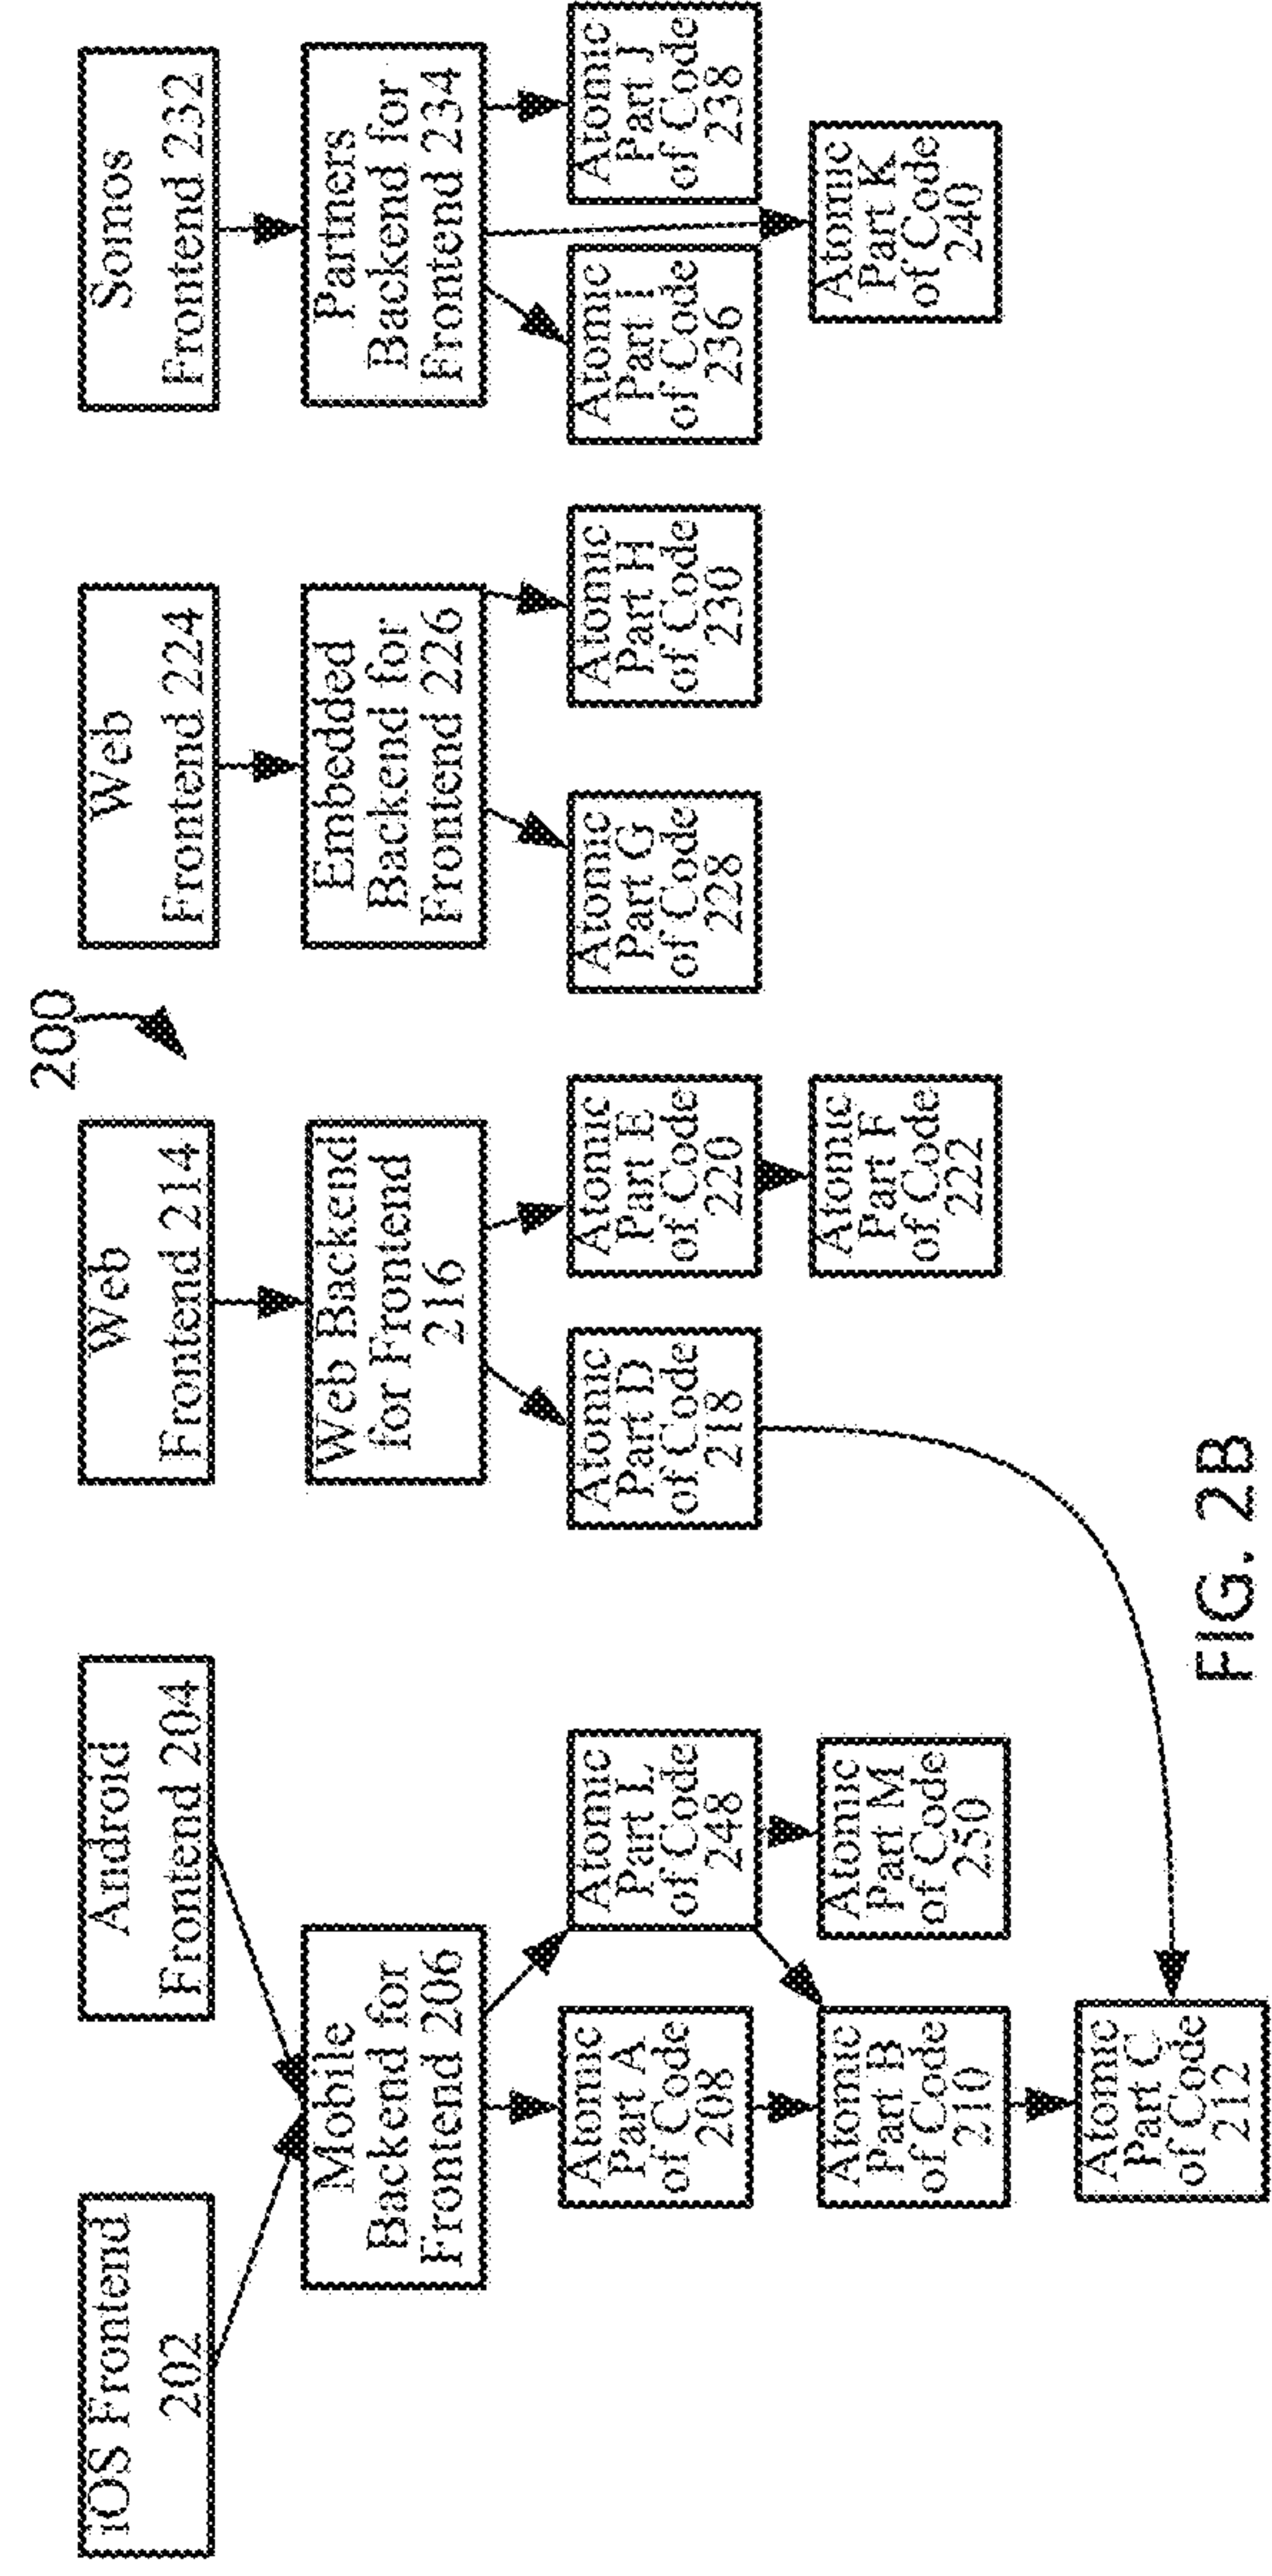 200
iOS Frontend
202
Android
Frontend 204
Web
Frontend 214
Web
Frontend 224
Somos
Frontend 232
Mobile
Backend for
Frontend 206
Web Backend
for Frontend
216
Embedded
Backend for
Frontend 226
Partners
Backend for
Frontend 234
Atomic
Part A
of Code
208
Atomic
Part L
of Code
248
Atomic
Part D
of Code
218
Atomic
Part E
of Code
220
Atomic
Part G
of Code
228
Atomic
Part H
of Code
230
Atomic
Part I
of Code
236
Atomic
Part J
of Code
238
Atomic
Part B
of Code
210
Atomic
Part M
of Code
250
Atomic
Part F
of Code
222
Atomic
Part K
of Code
240
Atomic
Part C
of Code
212
FIG. 2B